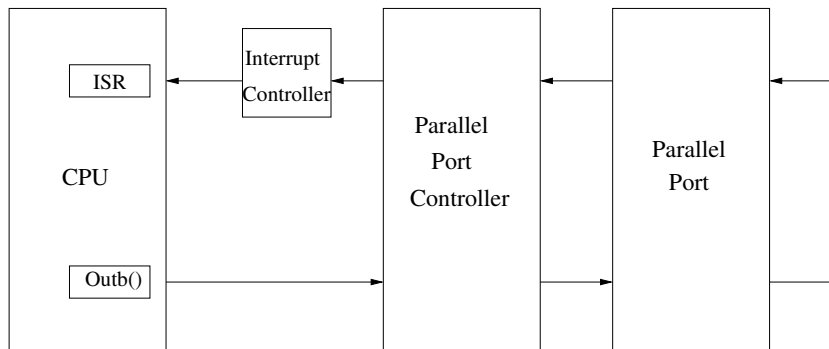 ISR
CPU
Outb()
Interrupt
Controller
Parallel
Port
Controller
Parallel
Port